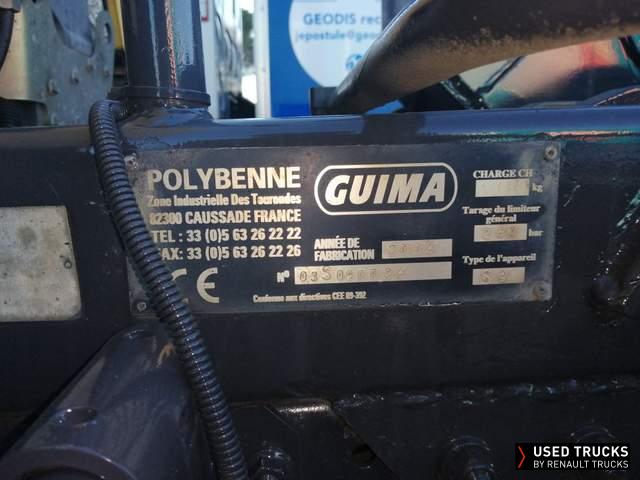 GEODIS rec
jepostule@geodis
POLYBENNE
Zone Industrielle Des Taurondes
82300 CAUSSADE FRANCE
TEL : 33 (0)5 63 26 22 22
FAX: 33 (0)5 63 26 22 26
CE
GUIMA
ANNÉE DE
FABRICATION
N°
Conforme aux directives CEE 89-392
CHARGE CH
kg
Tarage du limiteur
général
bar
Type de l'appareil
USED TRUCKS
BY RENAULT TRUCKS